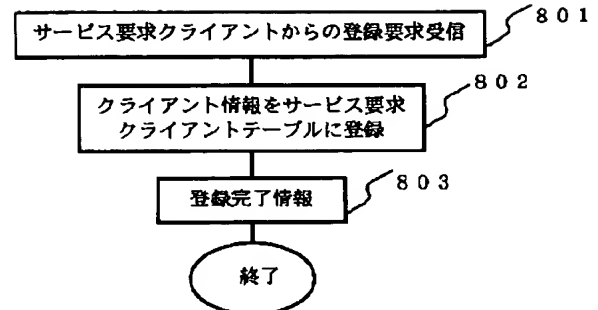 サービス要求クライアントからの登録要求受信
801
クライアント情報をサービス要求
クライアントテーブルに登録
802
登録完了情報
803
終了